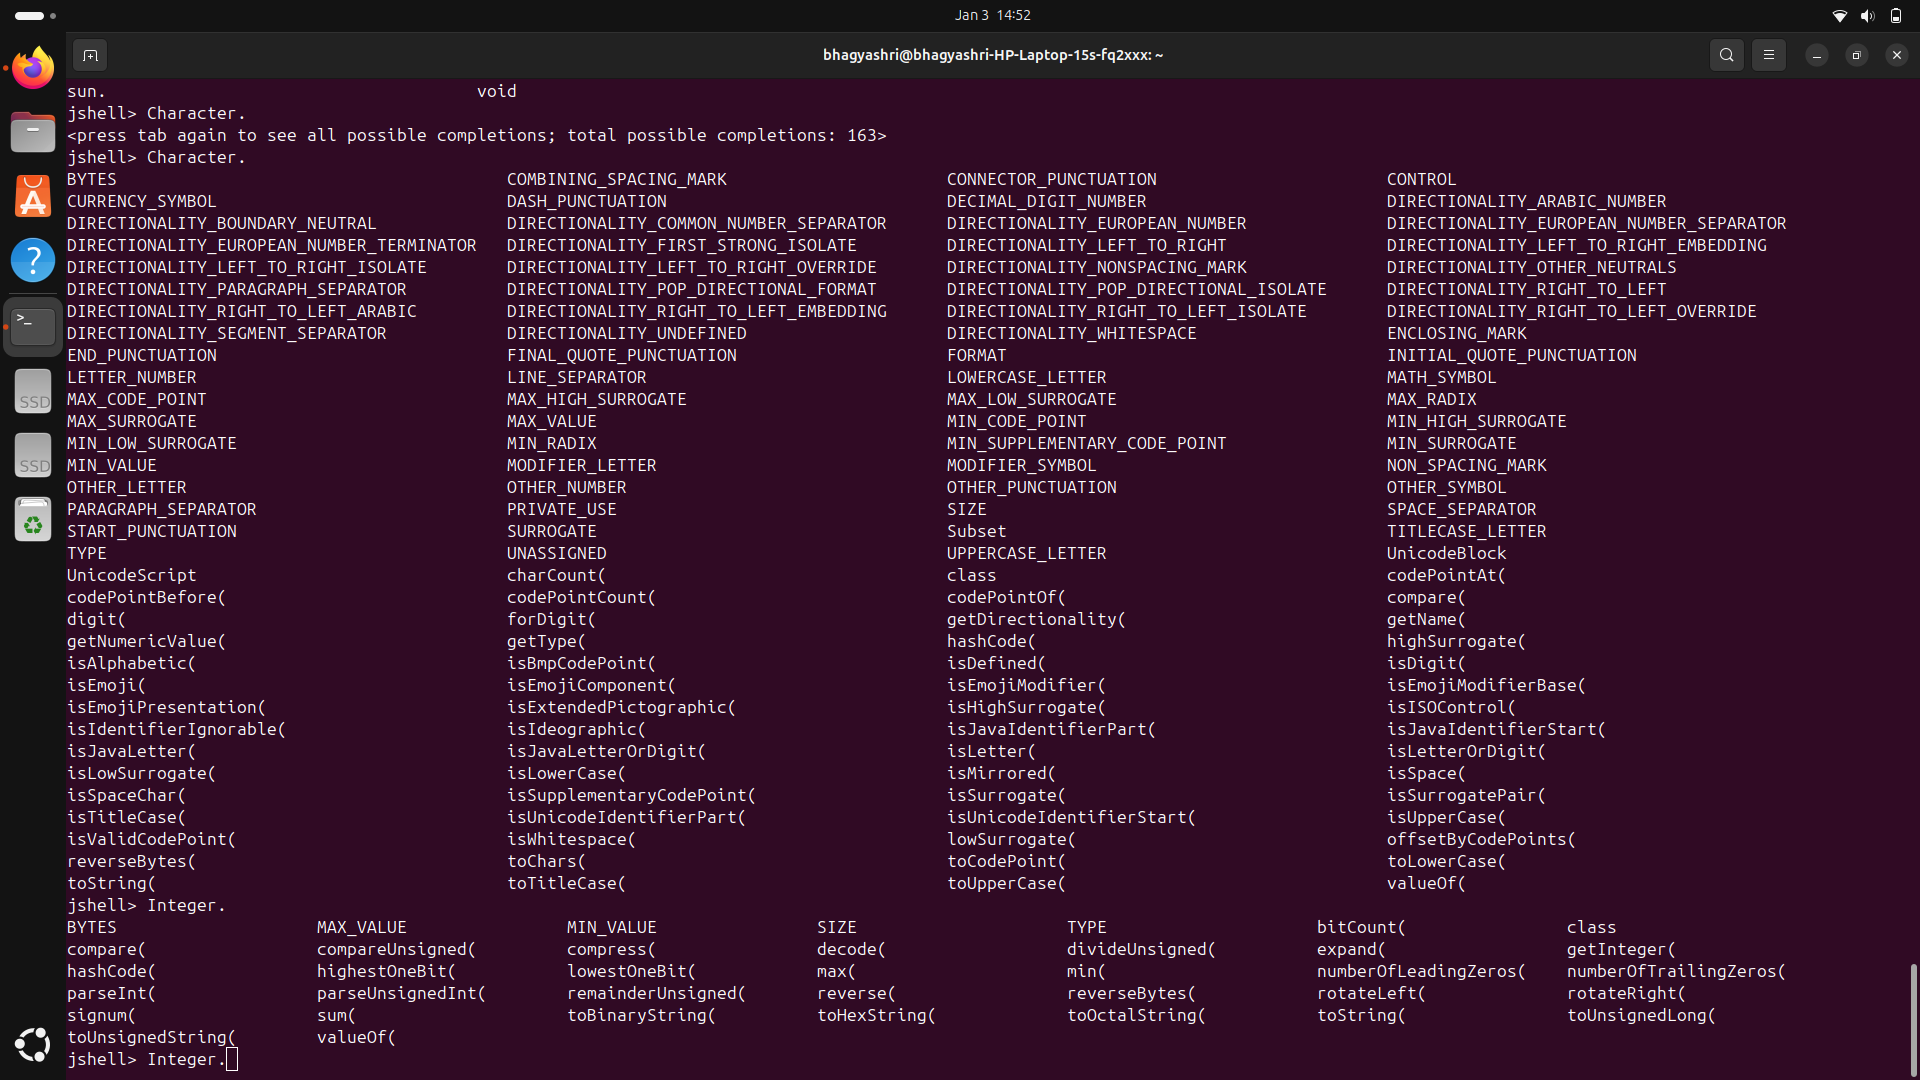 Jan 3 14:52
bhagyashri@bhagyashri-HP-Laptop-15s-fq2xxx: ~
sun. void
jshell> Character.
<press tab again to see all possible completions; total possible completions: 163>
jshell> Character.
BYTES COMBINING_SPACING_MARK CONNECTOR_PUNCTUATION CONTROL
CURRENCY_SYMBOL DASH_PUNCTUATION DECIMAL_DIGIT_NUMBER DIRECTIONALITY_ARABIC_NUMBER
DIRECTIONALITY_BOUNDARY_NEUTRAL DIRECTIONALITY_COMMON_NUMBER_SEPARATOR DIRECTIONALITY_EUROPEAN_NUMBER DIRECTIONALITY_EUROPEAN_NUMBER_SEPARATOR
DIRECTIONALITY_EUROPEAN_NUMBER_TERMINATOR DIRECTIONALITY_FIRST_STRONG_ISOLATE DIRECTIONALITY_LEFT_TO_RIGHT DIRECTIONALITY_LEFT_TO_RIGHT_EMBEDDING
DIRECTIONALITY_LEFT_TO_RIGHT_ISOLATE DIRECTIONALITY_LEFT_TO_RIGHT_OVERRIDE DIRECTIONALITY_NONSPACING_MARK DIRECTIONALITY_OTHER_NEUTRALS
DIRECTIONALITY_PARAGRAPH_SEPARATOR DIRECTIONALITY_POP_DIRECTIONAL_FORMAT DIRECTIONALITY_POP_DIRECTIONAL_ISOLATE DIRECTIONALITY_RIGHT_TO_LEFT
DIRECTIONALITY_RIGHT_TO_LEFT_ARABIC DIRECTIONALITY_RIGHT_TO_LEFT_EMBEDDING DIRECTIONALITY_RIGHT_TO_LEFT_ISOLATE DIRECTIONALITY_RIGHT_TO_LEFT_OVERRIDE
DIRECTIONALITY_SEGMENT_SEPARATOR DIRECTIONALITY_UNDEFINED DIRECTIONALITY_WHITESPACE ENCLOSING_MARK
END_PUNCTUATION FINAL_QUOTE_PUNCTUATION FORMAT INITIAL_QUOTE_PUNCTUATION
LETTER_NUMBER LINE_SEPARATOR LOWERCASE_LETTER MATH_SYMBOL
MAX_CODE_POINT MAX_HIGH_SURROGATE MAX_LOW_SURROGATE MAX_RADIX
MAX_SURROGATE MAX_VALUE MIN_CODE_POINT MIN_HIGH_SURROGATE
MIN_LOW_SURROGATE MIN_RADIX MIN_SUPPLEMENTARY_CODE_POINT MIN_SURROGATE
MIN_VALUE MODIFIER_LETTER MODIFIER_SYMBOL NON_SPACING_MARK
OTHER_LETTER OTHER_NUMBER OTHER_PUNCTUATION OTHER_SYMBOL
PARAGRAPH_SEPARATOR PRIVATE_USE SIZE SPACE_SEPARATOR
START_PUNCTUATION SURROGATE Subset TITLECASE_LETTER
TYPE UNASSIGNED UPPERCASE_LETTER UnicodeBlock
UnicodeScript charCount( class codePointAt(
codePointBefore( codePointCount( codePointOf( compare(
digit( forDigit( getDirectionality( getName(
getNumericValue( getType( hashCode( highSurrogate(
isAlphabetic( isBmpCodePoint( isDefined( isDigit(
isEmoji( isEmojiComponent( isEmojiModifier( isEmojiModifierBase(
isEmojiPresentation( isExtendedPictographic( isHighSurrogate( isISOControl(
isIdentifierIgnorable( isIdeographic( isJavaIdentifierPart( isJavaIdentifierStart(
isJavaLetter( isJavaLetterOrDigit( isLetter( isLetterOrDigit(
isLowSurrogate( isLowerCase( isMirrored( isSpace(
isSpaceChar( isSupplementaryCodePoint( isSurrogate( isSurrogatePair(
isTitleCase( isUnicodeIdentifierPart( isUnicodeIdentifierStart( isUpperCase(
isValidCodePoint( isWhitespace( lowSurrogate( offsetByCodePoints(
reverseBytes( toChars( toCodePoint( toLowerCase(
toString( toTitleCase( toUpperCase( valueOf(
jshell> Integer.
BYTES MAX_VALUE MIN_VALUE SIZE TYPE bitCount( class
compare( compareUnsigned( compress( decode( divideUnsigned( expand( getInteger(
hashCode( highestOneBit( lowestOneBit( max( min( numberOfLeadingZeros( numberOfTrailingZeros(
parseInt( parseUnsignedInt( remainderUnsigned( reverse( reverseBytes( rotateLeft( rotateRight(
signum( sum( toBinaryString( toHexString( toOctalString( toString( toUnsignedLong(
toUnsignedString( valueOf(
jshell> Integer.
SSD
SSD